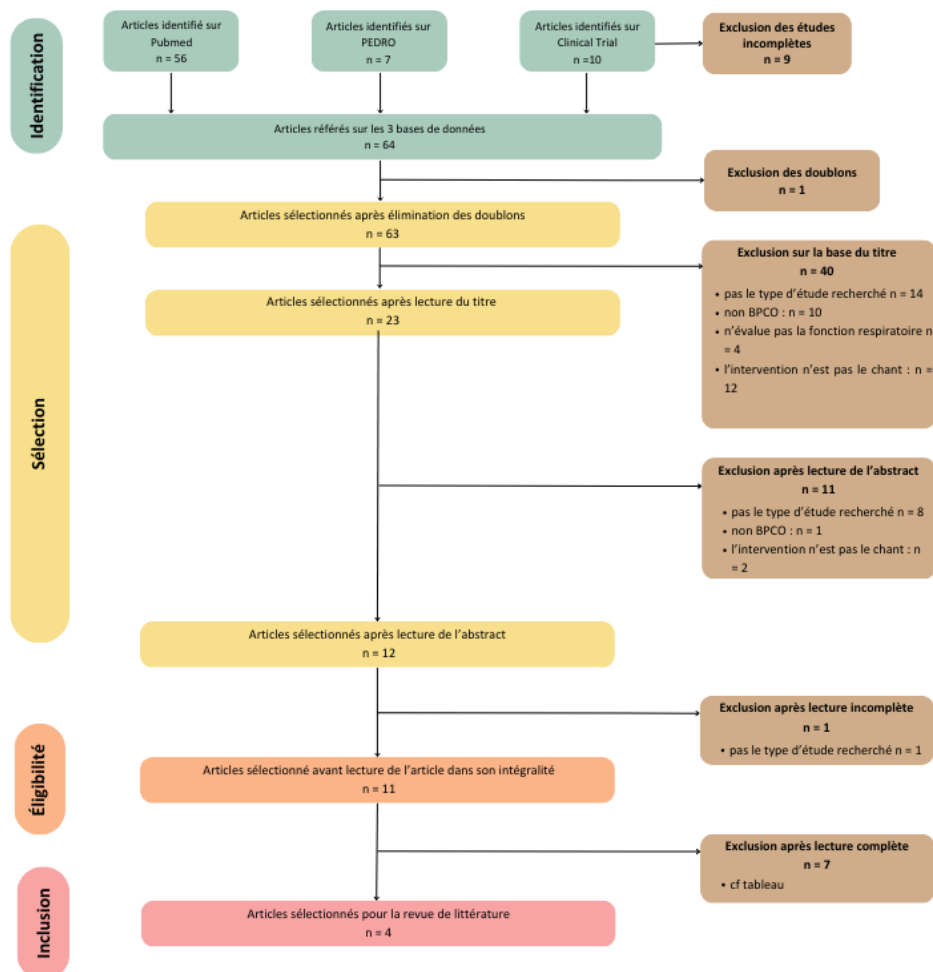 Identification
Articles identifié sur
Pubmed
n = 56
Articles identifiés sur
PEDRO
n = 7
Articles identifiés sur
Clinical Trial
n =10
Exclusion des études
incomplètes
n = 9
Articles référés sur les 3 bases de données
n = 64
Exclusion des doublons
n = 1
Sélection
Articles sélectionnés après élimination des doublons
n = 63
Exclusion sur la base du titre
n = 40
• pas le type d'étude recherché n = 14
• non BPCO : n = 10
• n'évalue pas la fonction respiratoire n
= 4
• l'intervention n'est pas le chant : n =
12
Articles sélectionnés après lecture du titre
n = 23
Exclusion après lecture de l'abstract
n = 11
• pas le type d'étude recherché n = 8
• non BPCO : n = 1
• l'intervention n'est pas le chant : n
= 2
Articles sélectionnés après lecture de l'abstract
n = 12
Exclusion après lecture incomplète
n = 1
• pas le type d'étude recherché n = 1
Éligibilité
Articles sélectionné avant lecture de l'article dans son intégralité
n = 11
Exclusion après lecture complète
n = 7
• cf tableau
Inclusion
Articles sélectionnés pour la revue de littérature
n = 4